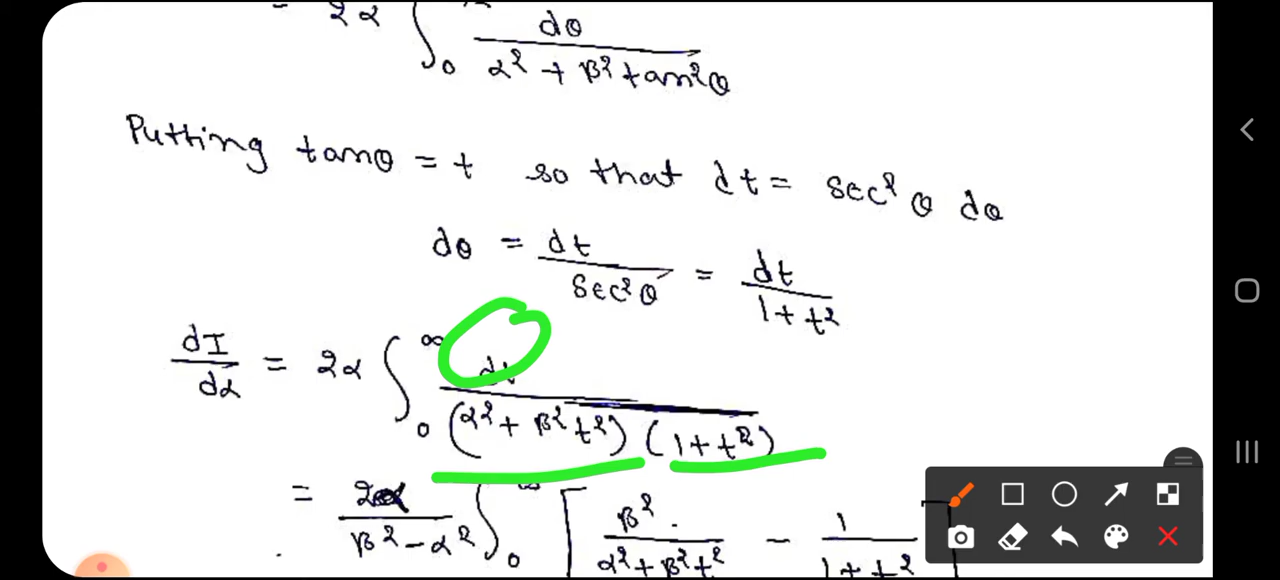 = 2α ∫₀ dθ / (α² + β² tan²θ)
Putting tanθ = t so that dt = sec²θ dθ
dθ = dt / sec²θ = dt / (1 + t²)
dI/dα = 2α ∫₀^∞ dt / ((α² + β²t²)(1 + t²))
= 2α / (β² − α²) ∫₀^∞ [ β² / (α² + β²t²) − 1 / (1 + t²) ]